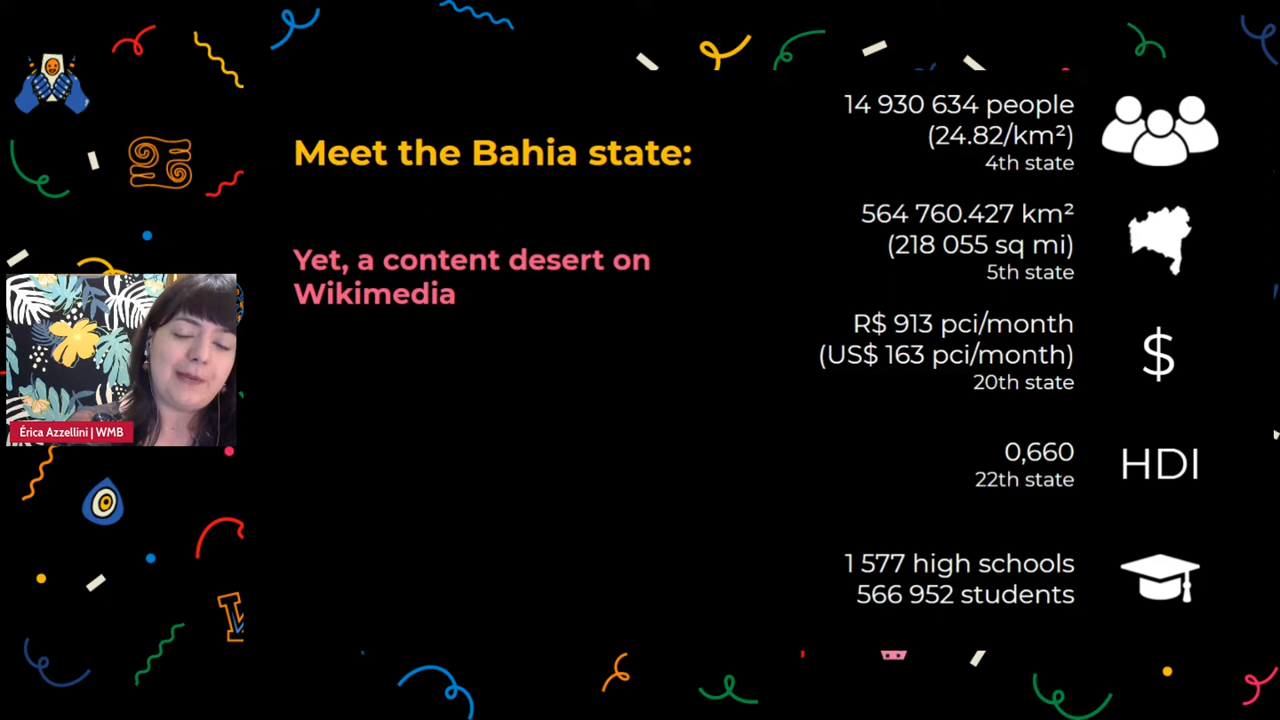 Meet the Bahia state:
Yet, a content desert on
Wikimedia
14 930 634 people
(24.82/km²)
4th state
564 760.427 km²
(218 055 sq mi)
5th state
R$ 913 pci/month
(US$ 163 pci/month)
20th state
$
0,660
22th state
HDI
1 577 high schools
566 952 students
Érica Azzellini | WMB